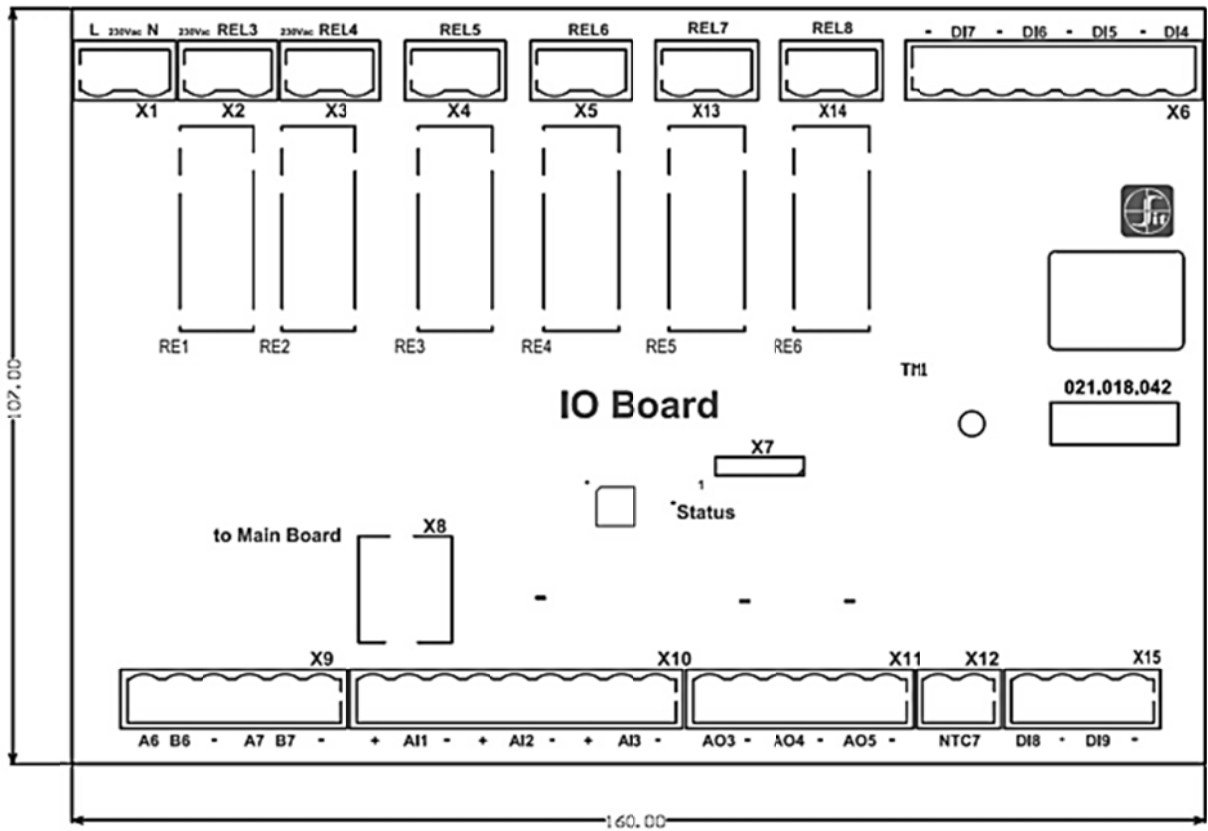 L 230Vac N 230Vac REL3 230Vac REL4 REL5 REL6 REL7 REL8 - DI7 - DI6 - DI5 - DI4
X1 X2 X3 X4 X5 X13 X14 X6
Sit
RE1 RE2 RE3 RE4 RE5 RE6
TM1
021.018.042
107.00
IO Board
X7
1
Status
to Main Board X8
X9 X10 X11 X12 X15
A6 B6 - A7 B7 - + AI1 - + AI2 - + AI3 - AO3 - AO4 - AO5 - NTC7 DI8 - DI9 -
160.00